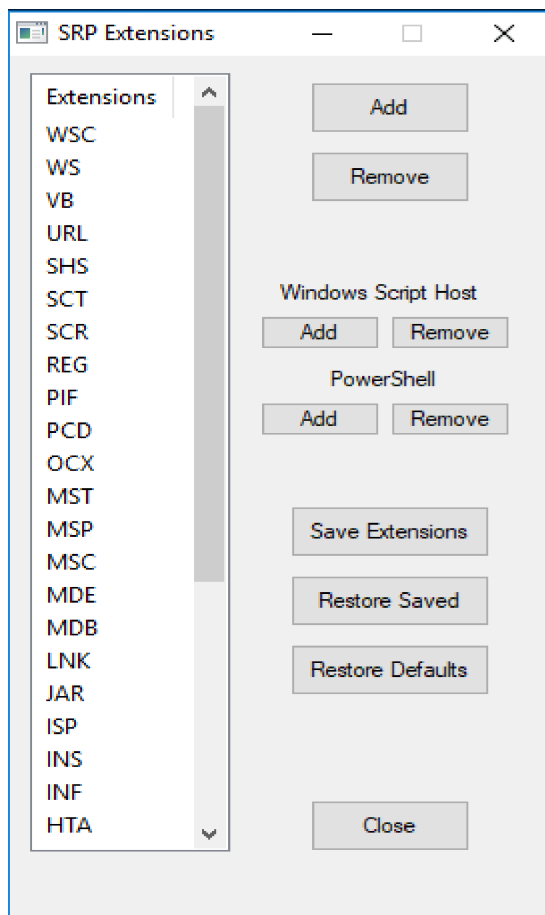 SRP Extensions
Extensions
WSC
WS
VB
URL
SHS
SCT
SCR
REG
PIF
PCD
OCX
MST
MSP
MSC
MDE
MDB
LNK
JAR
ISP
INS
INF
HTA
Add
Remove
Windows Script Host
Add Remove
PowerShell
Add Remove
Save Extensions
Restore Saved
Restore Defaults
Close